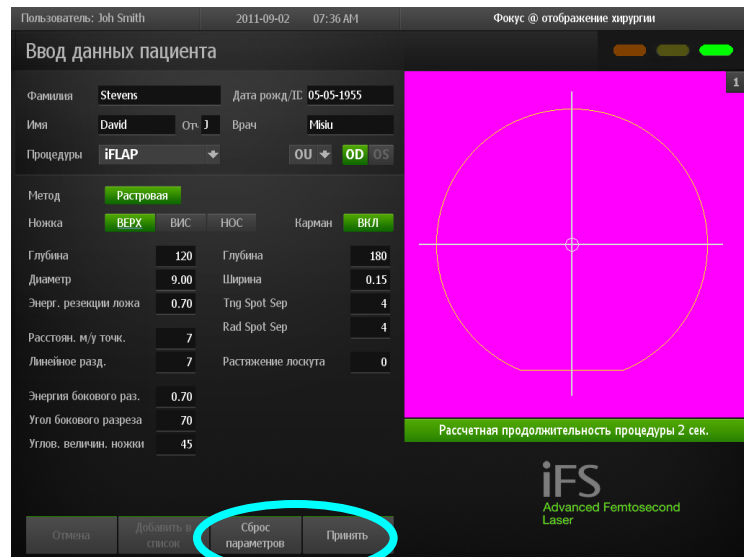 Пользователь: Joh Smith 2011-09-02 07:36 AM Фокус @ отображение хирургии
Ввод данных пациента
1
Фамилия Stevens Дата рожд/ID 05-05-1955
Имя David Отч J Врач Misiu
Процедуры iFLAP OU OD OS
Метод Растровая
Ножка ВЕРХ ВИС НОС Карман ВКЛ
Глубина 120 Глубина 180
Диаметр 9.00 Ширина 0.15
Энерг. резекции ложа 0.70 Tng Spot Sep 4
Rad Spot Sep 4
Расстоян. м/у точк. 7
Линейное разд. 7 Растяжение лоскута 0
Энергия бокового раз. 0.70
Угол бокового разреза 70
Углов. величин. ножки 45
Рассчетная продолжительность процедуры 2 сек.
iFS
Advanced Femtosecond
Laser
Отмена
Добавить в
список
Сброс
параметров
Принять